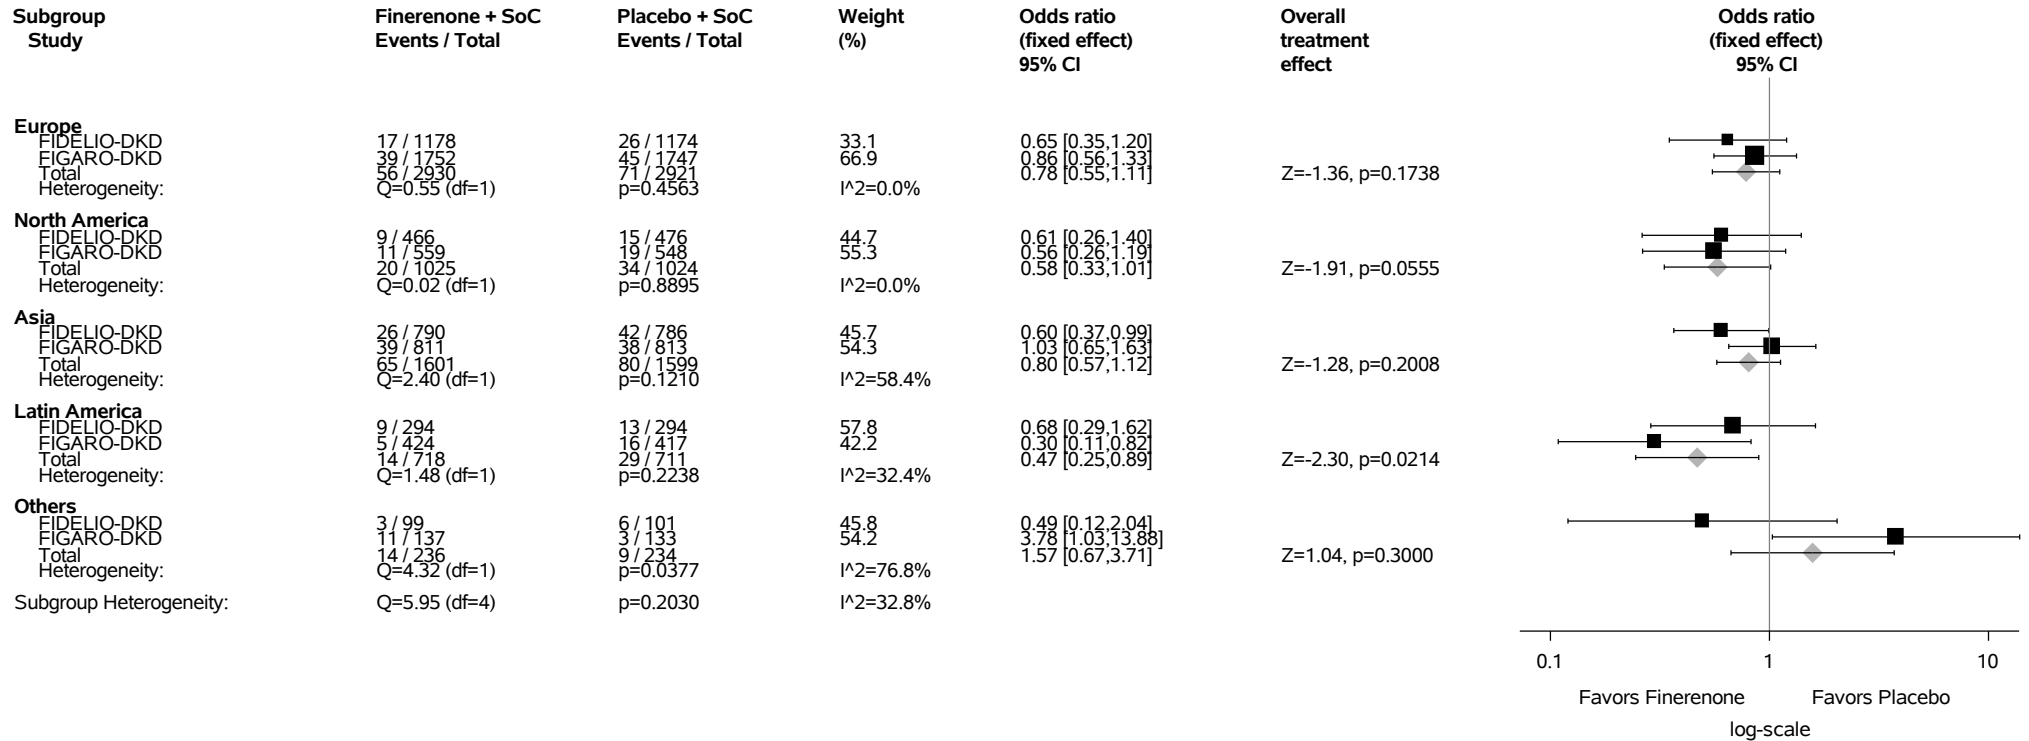 Subgroup Finerenone + SoC Placebo + SoC Weight Odds ratio Overall Odds ratio
Study Events / Total Events / Total (%) (fixed effect) treatment (fixed effect)
95% CI effect 95% CI
Europe
FIDELIO-DKD 17 / 1178 26 / 1174 33.1 0.65 [0.35,1.20]
FIGARO-DKD 39 / 1752 45 / 1747 66.9 0.86 [0.56,1.33]
Total 56 / 2930 71 / 2921 0.78 [0.55,1.11] Z=-1.36, p=0.1738
Heterogeneity: Q=0.55 (df=1) p=0.4563 I^2=0.0%
North America
FIDELIO-DKD 9 / 466 15 / 476 44.7 0.61 [0.26,1.40]
FIGARO-DKD 11 / 559 19 / 548 55.3 0.56 [0.26,1.19]
Total 20 / 1025 34 / 1024 0.58 [0.33,1.01] Z=-1.91, p=0.0555
Heterogeneity: Q=0.02 (df=1) p=0.8895 I^2=0.0%
Asia
FIDELIO-DKD 26 / 790 42 / 786 45.7 0.60 [0.37,0.99]
FIGARO-DKD 39 / 811 38 / 813 54.3 1.03 [0.65,1.63]
Total 65 / 1601 80 / 1599 0.80 [0.57,1.12] Z=-1.28, p=0.2008
Heterogeneity: Q=2.40 (df=1) p=0.1210 I^2=58.4%
Latin America
FIDELIO-DKD 9 / 294 13 / 294 57.8 0.68 [0.29,1.62]
FIGARO-DKD 5 / 424 16 / 417 42.2 0.30 [0.11,0.82]
Total 14 / 718 29 / 711 0.47 [0.25,0.89] Z=-2.30, p=0.0214
Heterogeneity: Q=1.48 (df=1) p=0.2238 I^2=32.4%
Others
FIDELIO-DKD 3 / 99 6 / 101 45.8 0.49 [0.12,2.04]
FIGARO-DKD 11 / 137 3 / 133 54.2 3.78 [1.03,13.88]
Total 14 / 236 9 / 234 1.57 [0.67,3.71] Z=1.04, p=0.3000
Heterogeneity: Q=4.32 (df=1) p=0.0377 I^2=76.8%
Subgroup Heterogeneity: Q=5.95 (df=4) p=0.2030 I^2=32.8%
0.1 1 10
Favors Finerenone Favors Placebo
log-scale